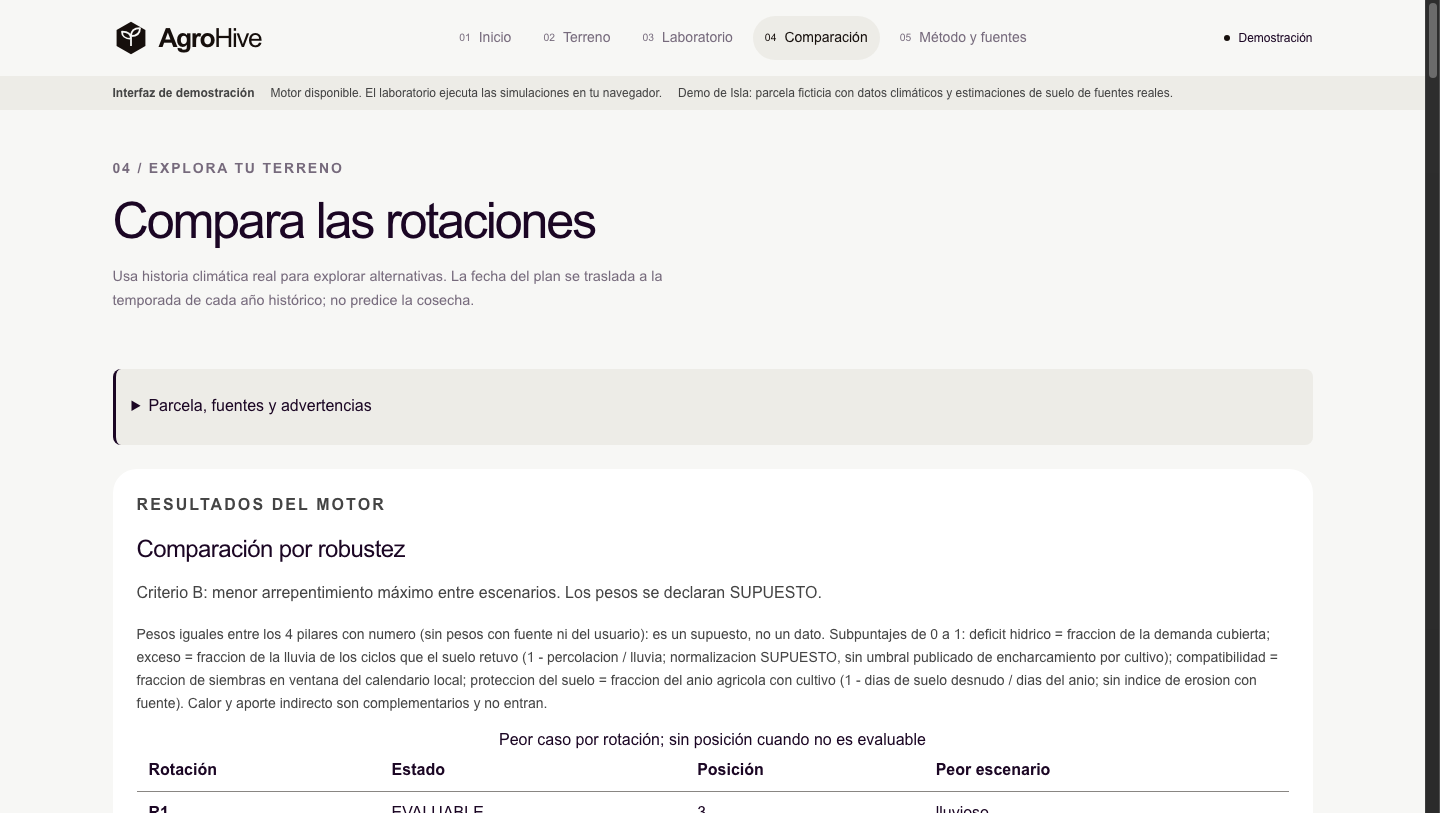 AgroHive
01 Inicio 02 Terreno 03 Laboratorio 04 Comparación 05 Método y fuentes
Demostración
Interfaz de demostración Motor disponible. El laboratorio ejecuta las simulaciones en tu navegador. Demo de Isla: parcela ficticia con datos climáticos y estimaciones de suelo de fuentes reales.
04 / EXPLORA TU TERRENO
Compara las rotaciones
Usa historia climática real para explorar alternativas. La fecha del plan se traslada a la
temporada de cada año histórico; no predice la cosecha.
Parcela, fuentes y advertencias
RESULTADOS DEL MOTOR
Comparación por robustez
Criterio B: menor arrepentimiento máximo entre escenarios. Los pesos se declaran SUPUESTO.
Pesos iguales entre los 4 pilares con numero (sin pesos con fuente ni del usuario): es un supuesto, no un dato. Subpuntajes de 0 a 1: deficit hidrico = fraccion de la demanda cubierta;
exceso = fraccion de la lluvia de los ciclos que el suelo retuvo (1 - percolacion / lluvia; normalizacion SUPUESTO, sin umbral publicado de encharcamiento por cultivo); compatibilidad =
fraccion de siembras en ventana del calendario local; proteccion del suelo = fraccion del anio agricola con cultivo (1 - dias de suelo desnudo / dias del anio; sin indice de erosion con
fuente). Calor y aporte indirecto son complementarios y no entran.
Peor caso por rotación; sin posición cuando no es evaluable
Rotación Estado Posición Peor escenario
R1 EVALUABLE 3 lluvioso